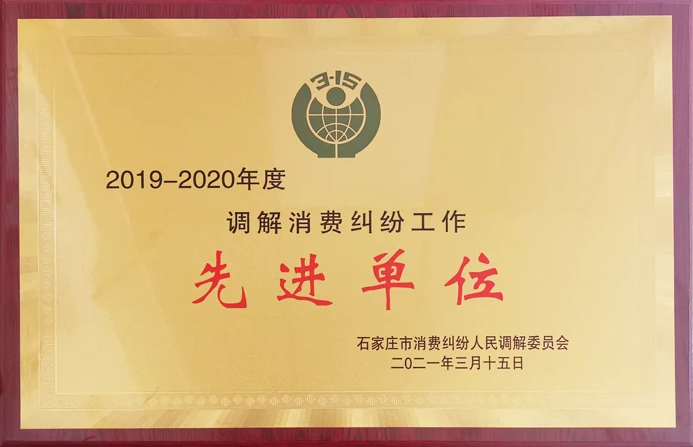 3·15
2019-2020年度
调解消费纠纷工作
先进单位
石家庄市消费纠纷人民调解委员会
二〇二一年三月十五日